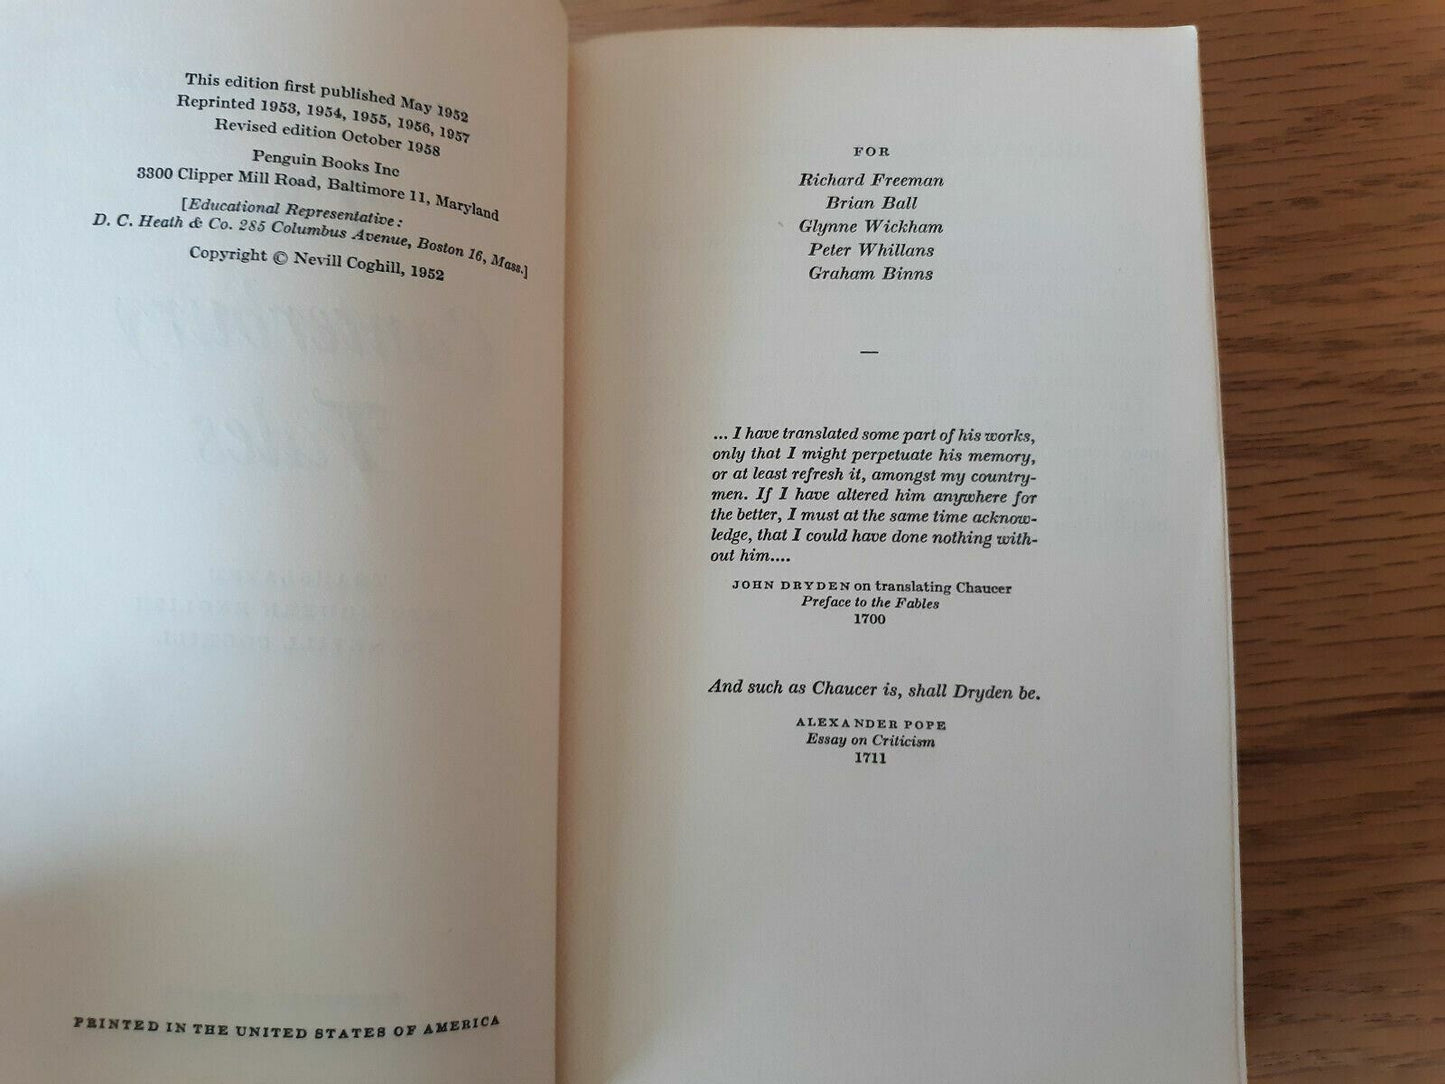 This edition first published May 1952
Reprinted 1953, 1954, 1955, 1956, 1957
Revised edition October 1958
Penguin Books Inc
3300 Clipper Mill Road, Baltimore 11, Maryland
[Educational Representative:
D. C. Heath & Co. 285 Columbus Avenue, Boston 16, Mass.]
Copyright © Nevill Coghill, 1952
Canterbury
Tales
PRINTED IN THE UNITED STATES OF AMERICA
FOR
Richard Freeman
Brian Ball
Glynne Wickham
Peter Whillans
Graham Binns
—
... I have translated some part of his works,
only that I might perpetuate his memory,
or at least refresh it, amongst my country-
men. If I have altered him anywhere for
the better, I must at the same time acknow-
ledge, that I could have done nothing with-
out him....
JOHN DRYDEN on translating Chaucer
Preface to the Fables
1700
And such as Chaucer is, shall Dryden be.
ALEXANDER POPE
Essay on Criticism
1711